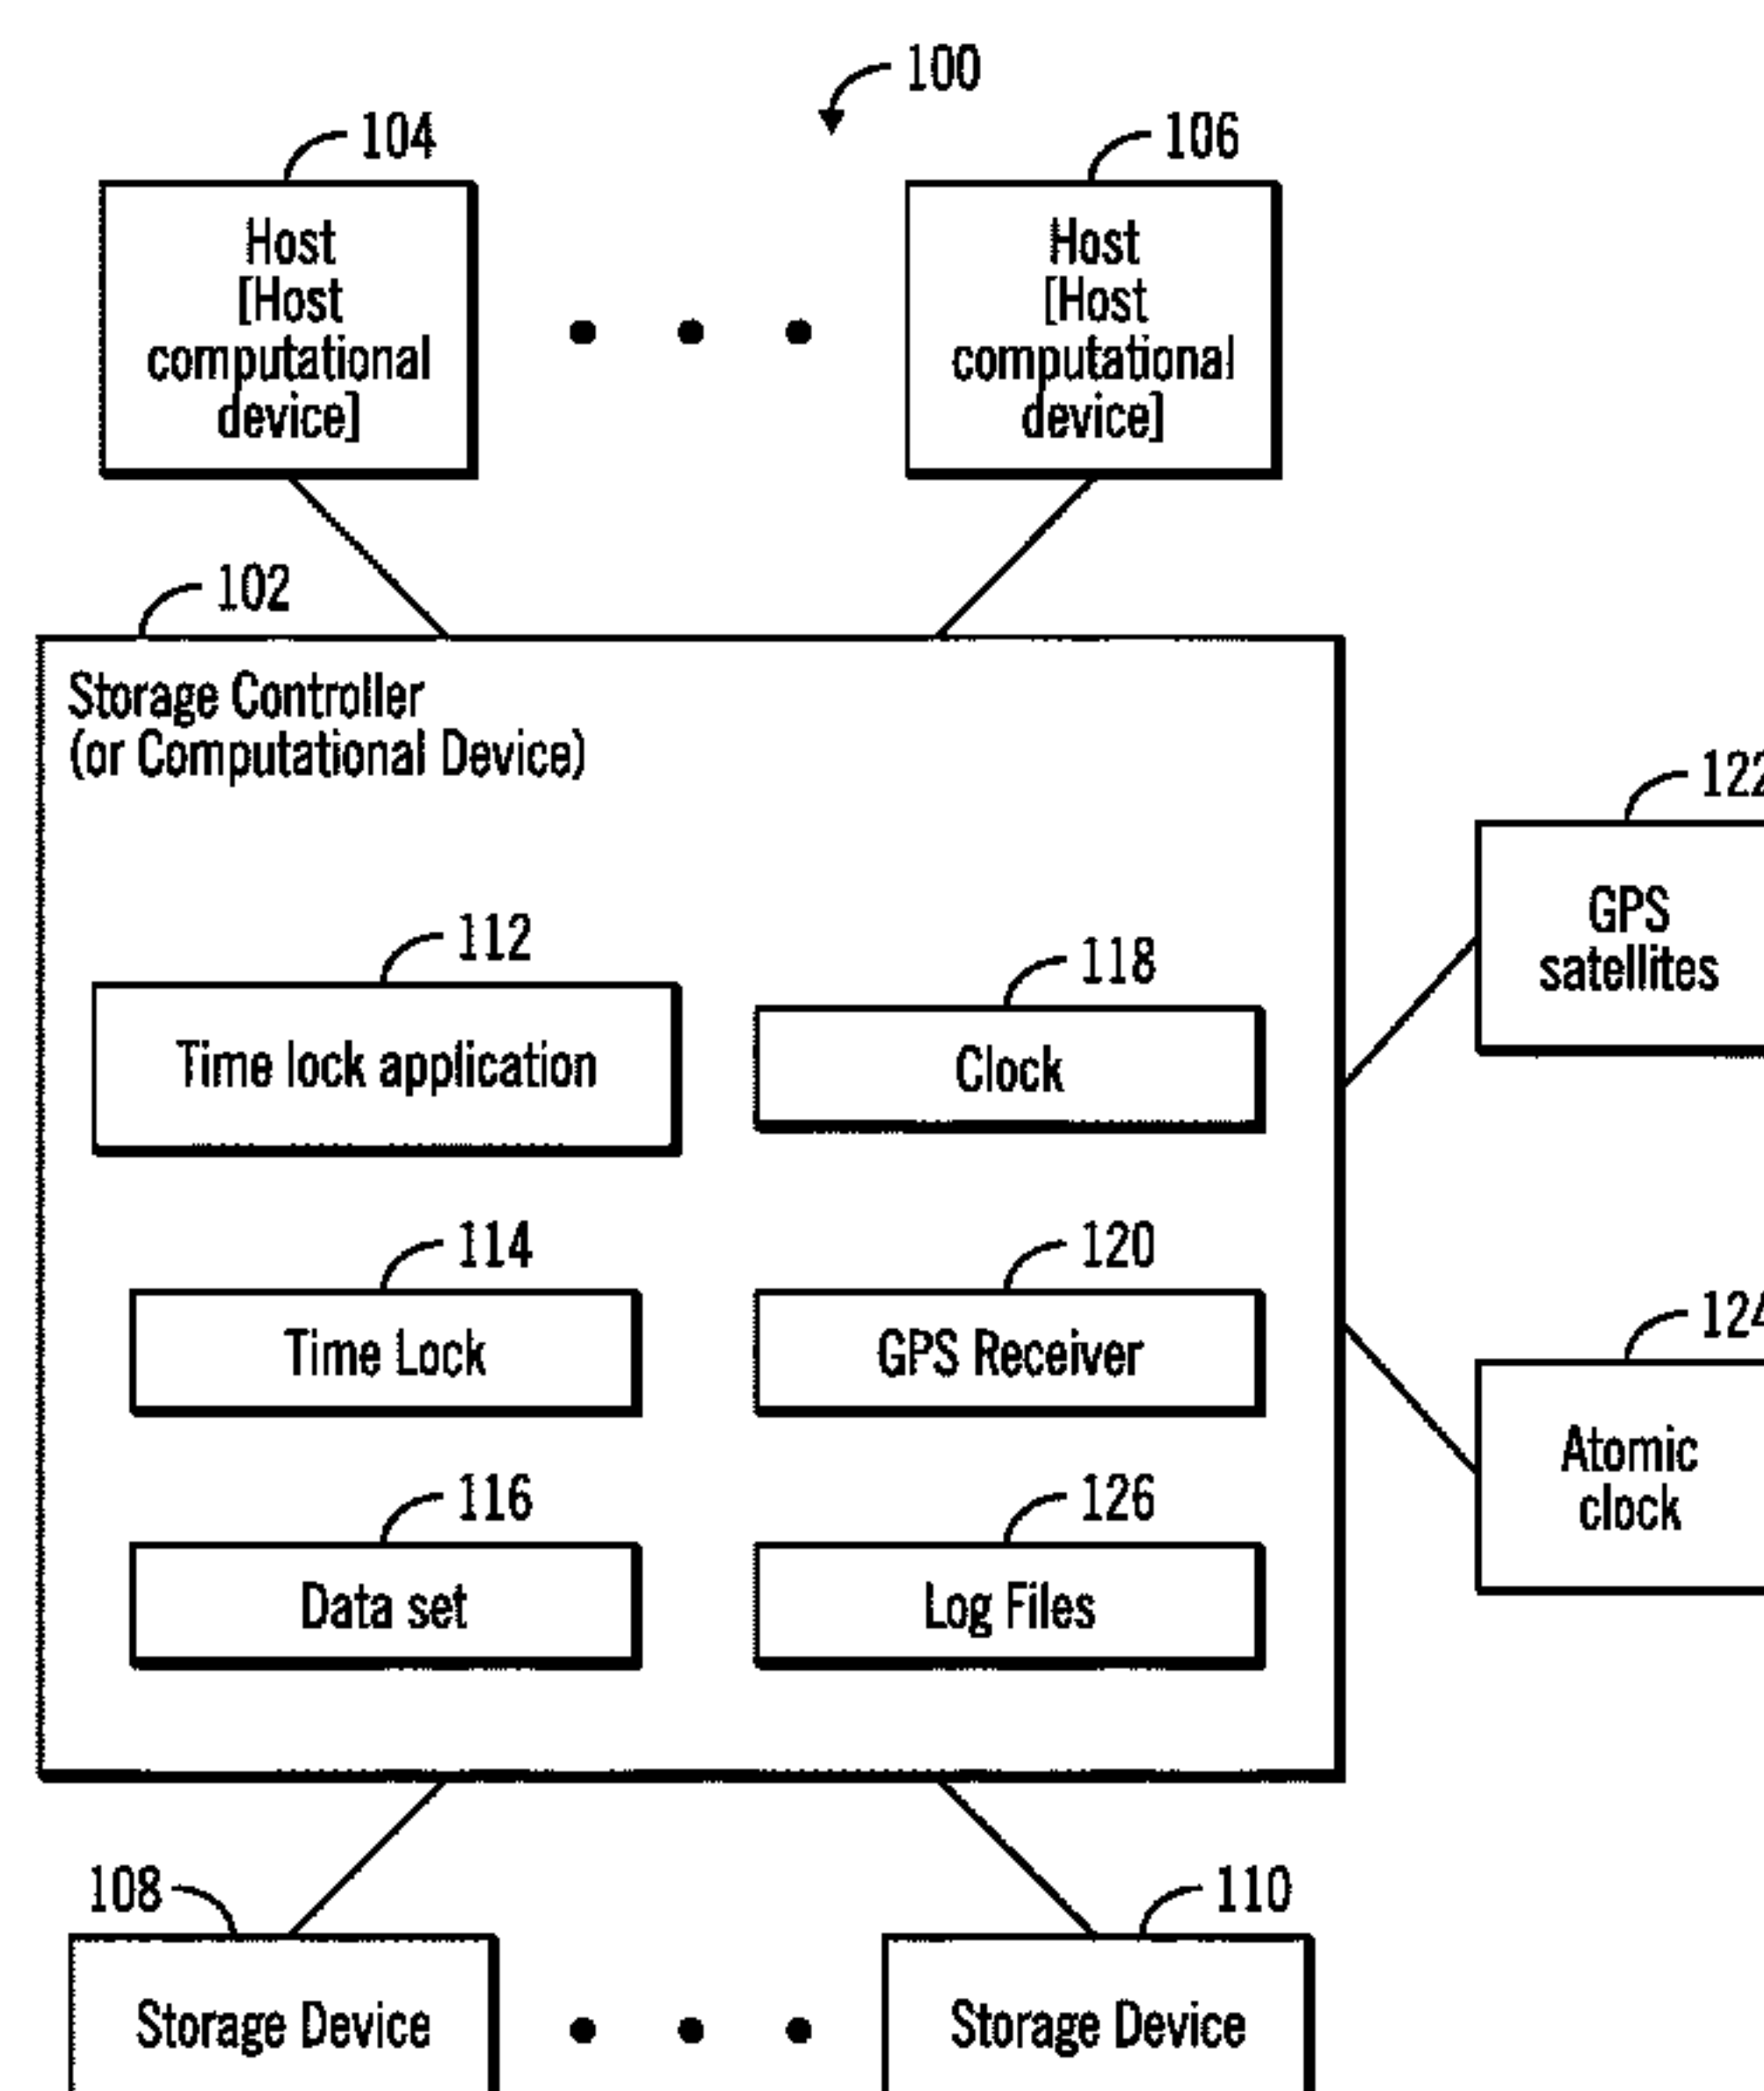 100
104
106
Host
[Host
computational
device]
Host
[Host
computational
device]
102
Storage Controller
(or Computational Device)
122
GPS
satellites
112
Time lock application
118
Clock
114
Time Lock
120
GPS Receiver
124
Atomic
clock
116
Data set
126
Log Files
108
Storage Device
110
Storage Device